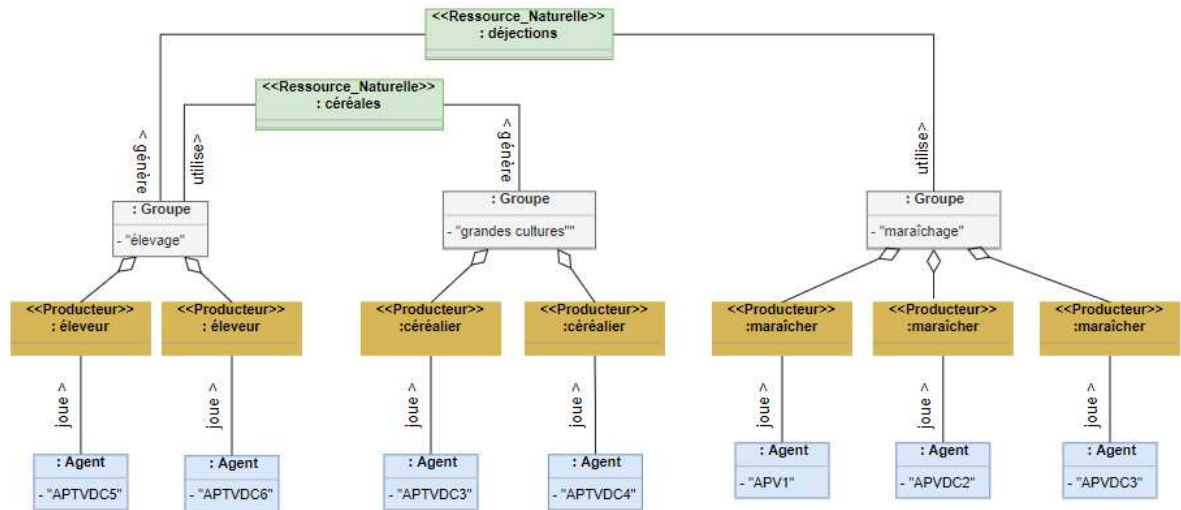 <<Ressource_Naturelle>>
: déjections
<<Ressource_Naturelle>>
: céréales
< génère
utilise>
< génère
utilise>
: Groupe
- "élevage"
: Groupe
- "grandes cultures""
: Groupe
- "maraîchage"
<<Producteur>>
: éleveur
<<Producteur>>
: éleveur
<<Producteur>>
:céréalier
<<Producteur>>
:céréalier
<<Producteur>>
:maraîcher
<<Producteur>>
:maraîcher
<<Producteur>>
:maraîcher
joue >
joue >
joue >
joue >
joue >
joue >
joue >
: Agent
- "APTVDC5"
: Agent
- "APTVDC6"
: Agent
- "APTVDC3"
: Agent
- "APTVDC4"
: Agent
- "APV1"
: Agent
- "APVDC2"
: Agent
- "APVDC3"